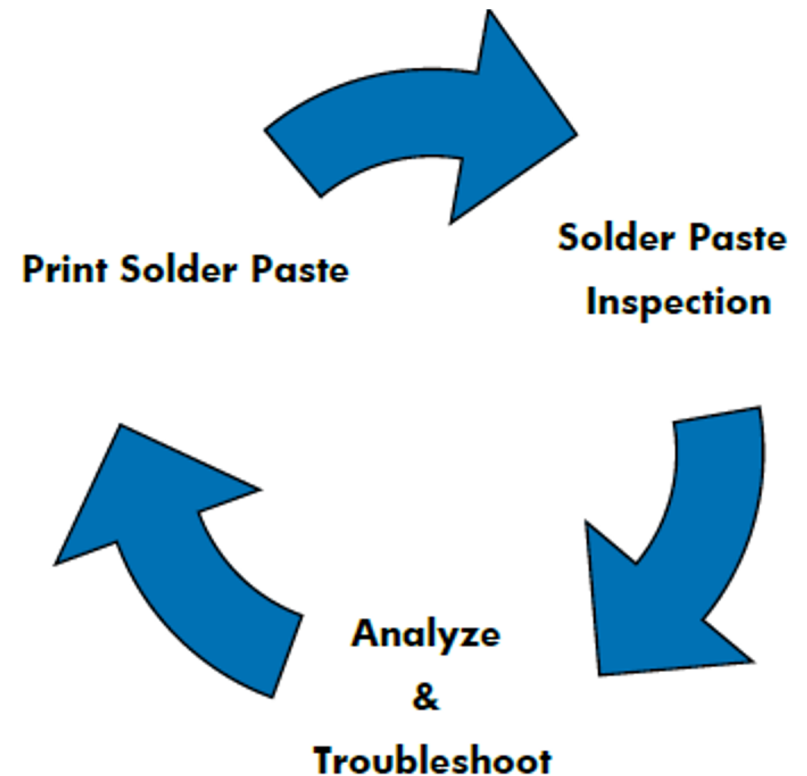 Print Solder Paste
Solder Paste
Inspection
Analyze
&
Troubleshoot